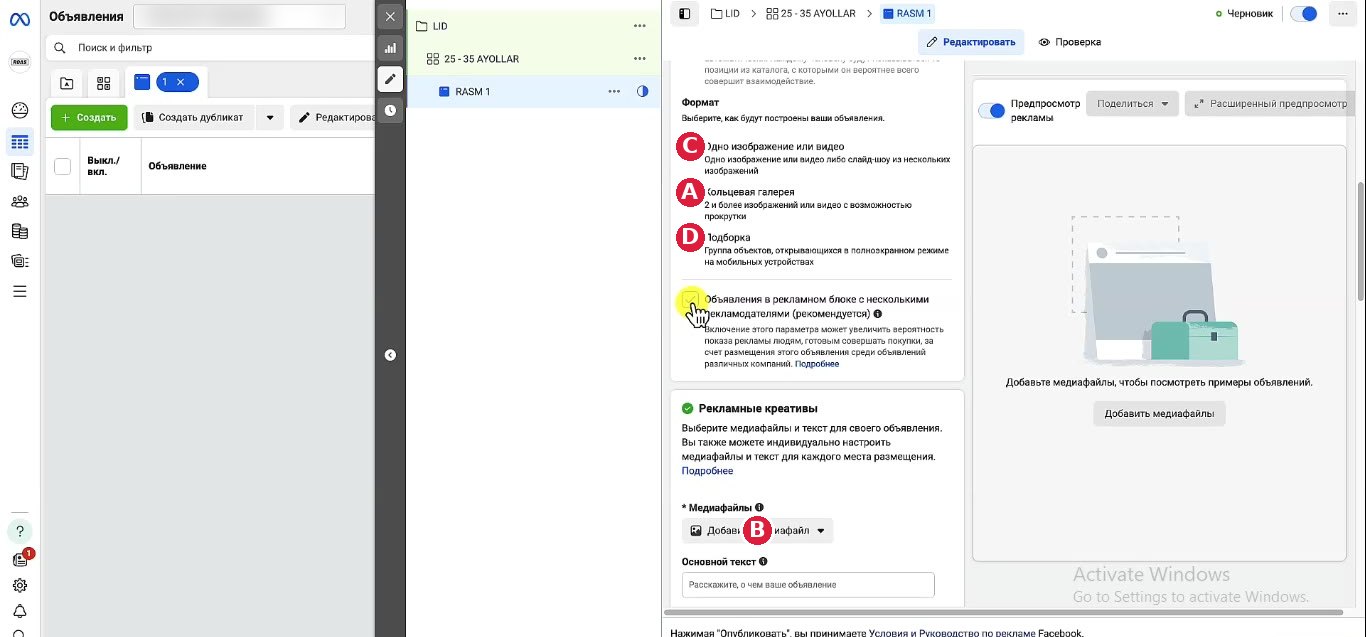 Объявления
Поиск и фильтр
1
Создать
Создать дубликат
Редактирова
Выкл./
вкл.
Объявление
?
1
LID
25 - 35 AYOLLAR
RASM 1
LID
25 - 35 AYOLLAR
RASM 1
Черновик
Редактировать
Проверка
позиции из каталога, с которыми он вероятнее всего
совершит взаимодействие.
Формат
Выберите, как будут построены ваши объявления.
C
Одно изображение или видео
Одно изображение или видео либо слайд-шоу из нескольких
изображений
A
Кольцевая галерея
2 и более изображений или видео с возможностью
прокрутки
D
Подборка
Группа объектов, открывающихся в полноэкранном режиме
на мобильных устройствах
Объявления в рекламном блоке с несколькими
рекламодателями (рекомендуется)
Включение этого параметра может увеличить вероятность
показа рекламы людям, готовым совершать покупки, за
счет размещения этого объявления среди объявлений
различных компаний. Подробнее
Рекламные креативы
Выберите медиафайлы и текст для своего объявления.
Вы также можете индивидуально настроить
медиафайлы и текст для каждого места размещения.
Подробнее
* Медиафайлы
B
Основной текст
Расскажите, о чем ваше объявление
Предпросмотр
рекламы
Поделиться
Расширенный предпросмотр
Добавьте медиафайлы, чтобы посмотреть примеры объявлений.
Добавить медиафайлы
Activate Windows
Go to Settings to activate Windows.
Нажимая "Опубликовать", вы принимаете Условия и Руководство по рекламе Facebook.